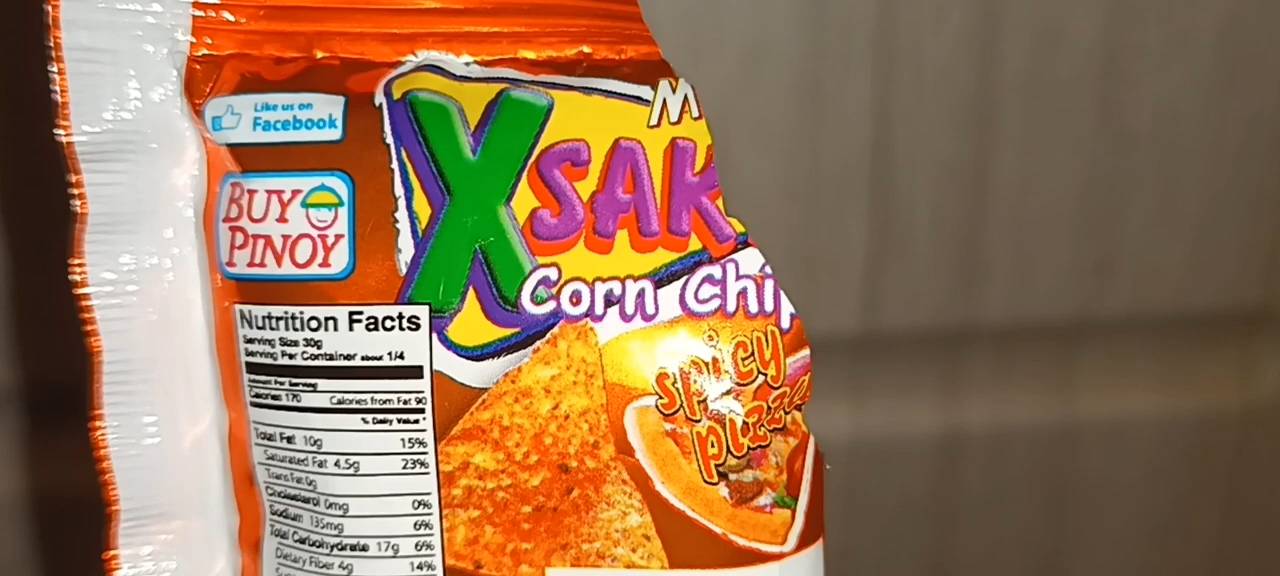 Like us on
Facebook
BUY
PINOY
M
XSAK
Corn Chip
spicy
pizza
Nutrition Facts
Serving Size 30g
Serving Per Container about 1/4
Amount Per Serving
Calories 170 Calories from Fat 90
% Daily Value *
Total Fat 10g 15%
Saturated Fat 4.5g 23%
Trans Fat 0g
Cholesterol 0mg 0%
Sodium 135mg 6%
Total Carbohydrate 17g 6%
Dietary Fiber 4g 14%